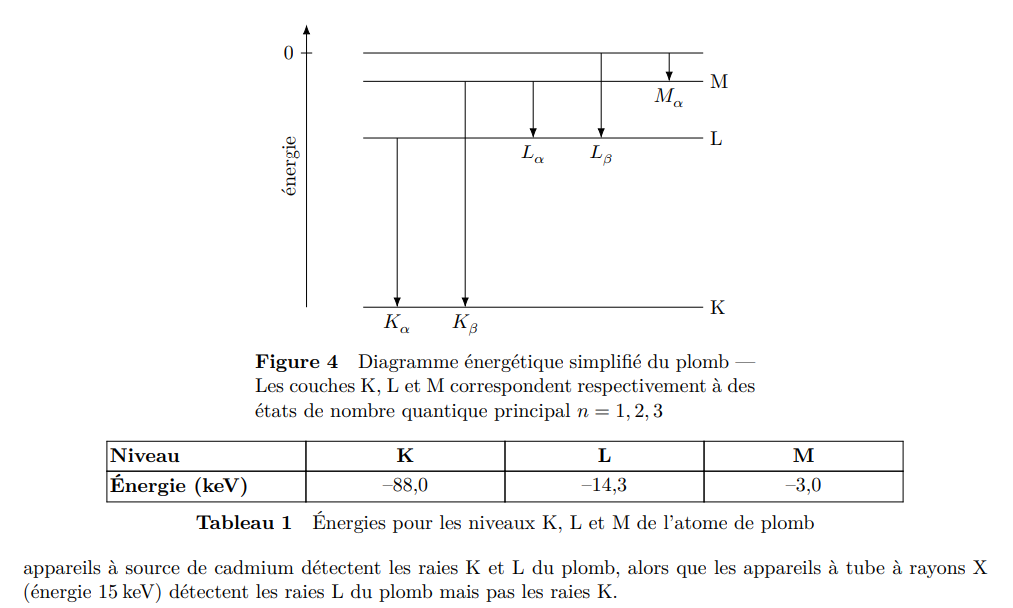 0
énergie
M
M_α
L
L_α
L_β
K
K_α
K_β
Figure 4 Diagramme énergétique simplifié du plomb —
Les couches K, L et M correspondent respectivement à des
états de nombre quantique principal n = 1, 2, 3
Niveau K L M
Énergie (keV) –88,0 –14,3 –3,0
Tableau 1 Énergies pour les niveaux K, L et M de l'atome de plomb
appareils à source de cadmium détectent les raies K et L du plomb, alors que les appareils à tube à rayons X
(énergie 15 keV) détectent les raies L du plomb mais pas les raies K.